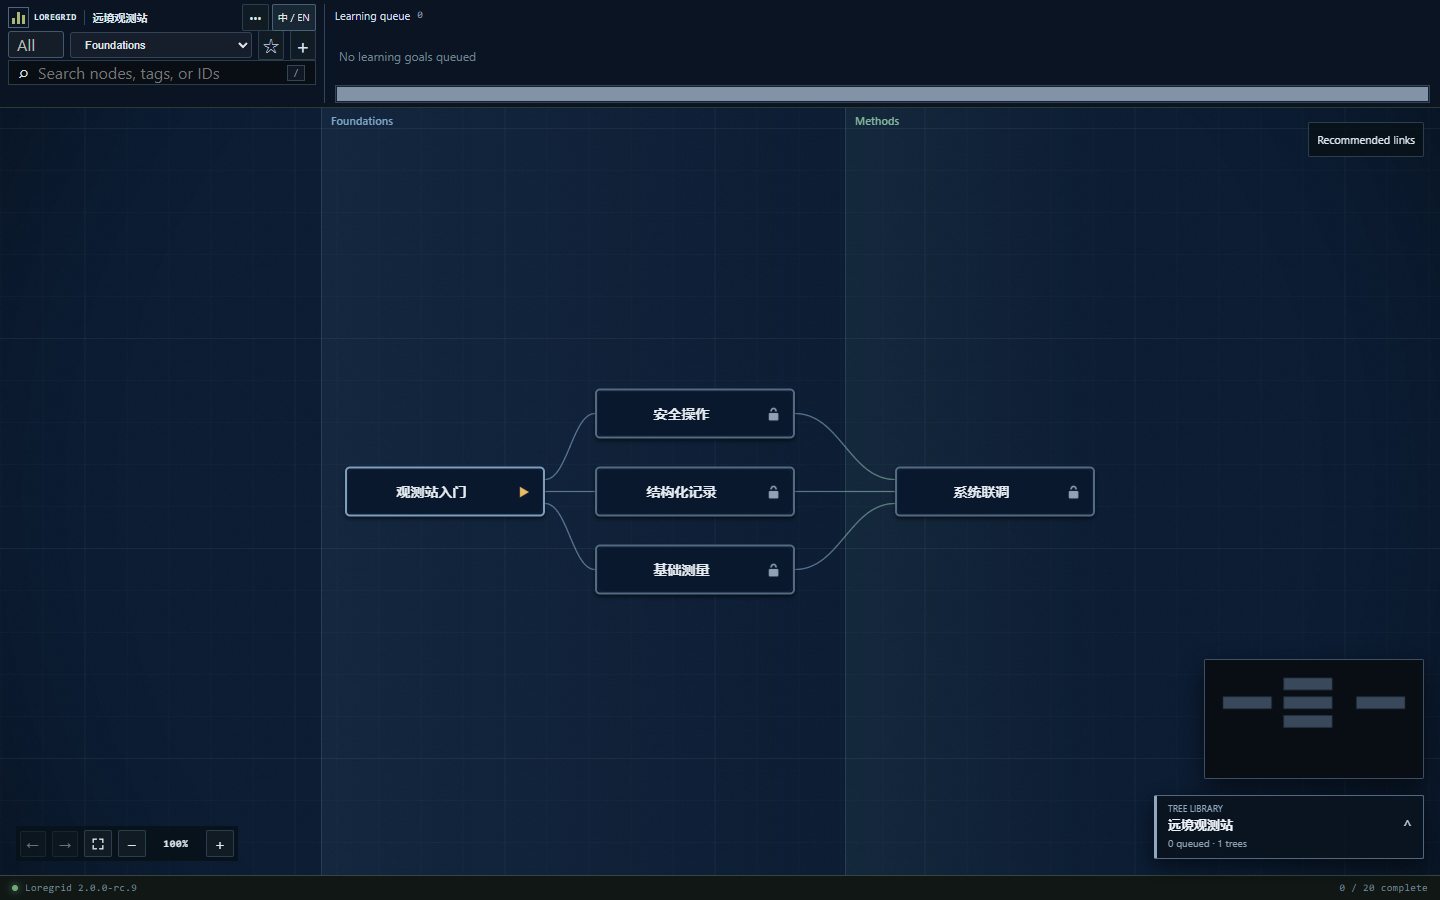 LOREGRID 远境观测站 ••• 中 / EN
All Foundations ☆ +
Search nodes, tags, or IDs /
Learning queue 0
No learning goals queued
Foundations
Methods
Recommended links
安全操作
观测站入门
结构化记录
系统联调
基础测量
TREE LIBRARY
远境观测站
0 queued · 1 trees
← → − 100% +
Loregrid 2.0.0-rc.9
0 / 20 complete